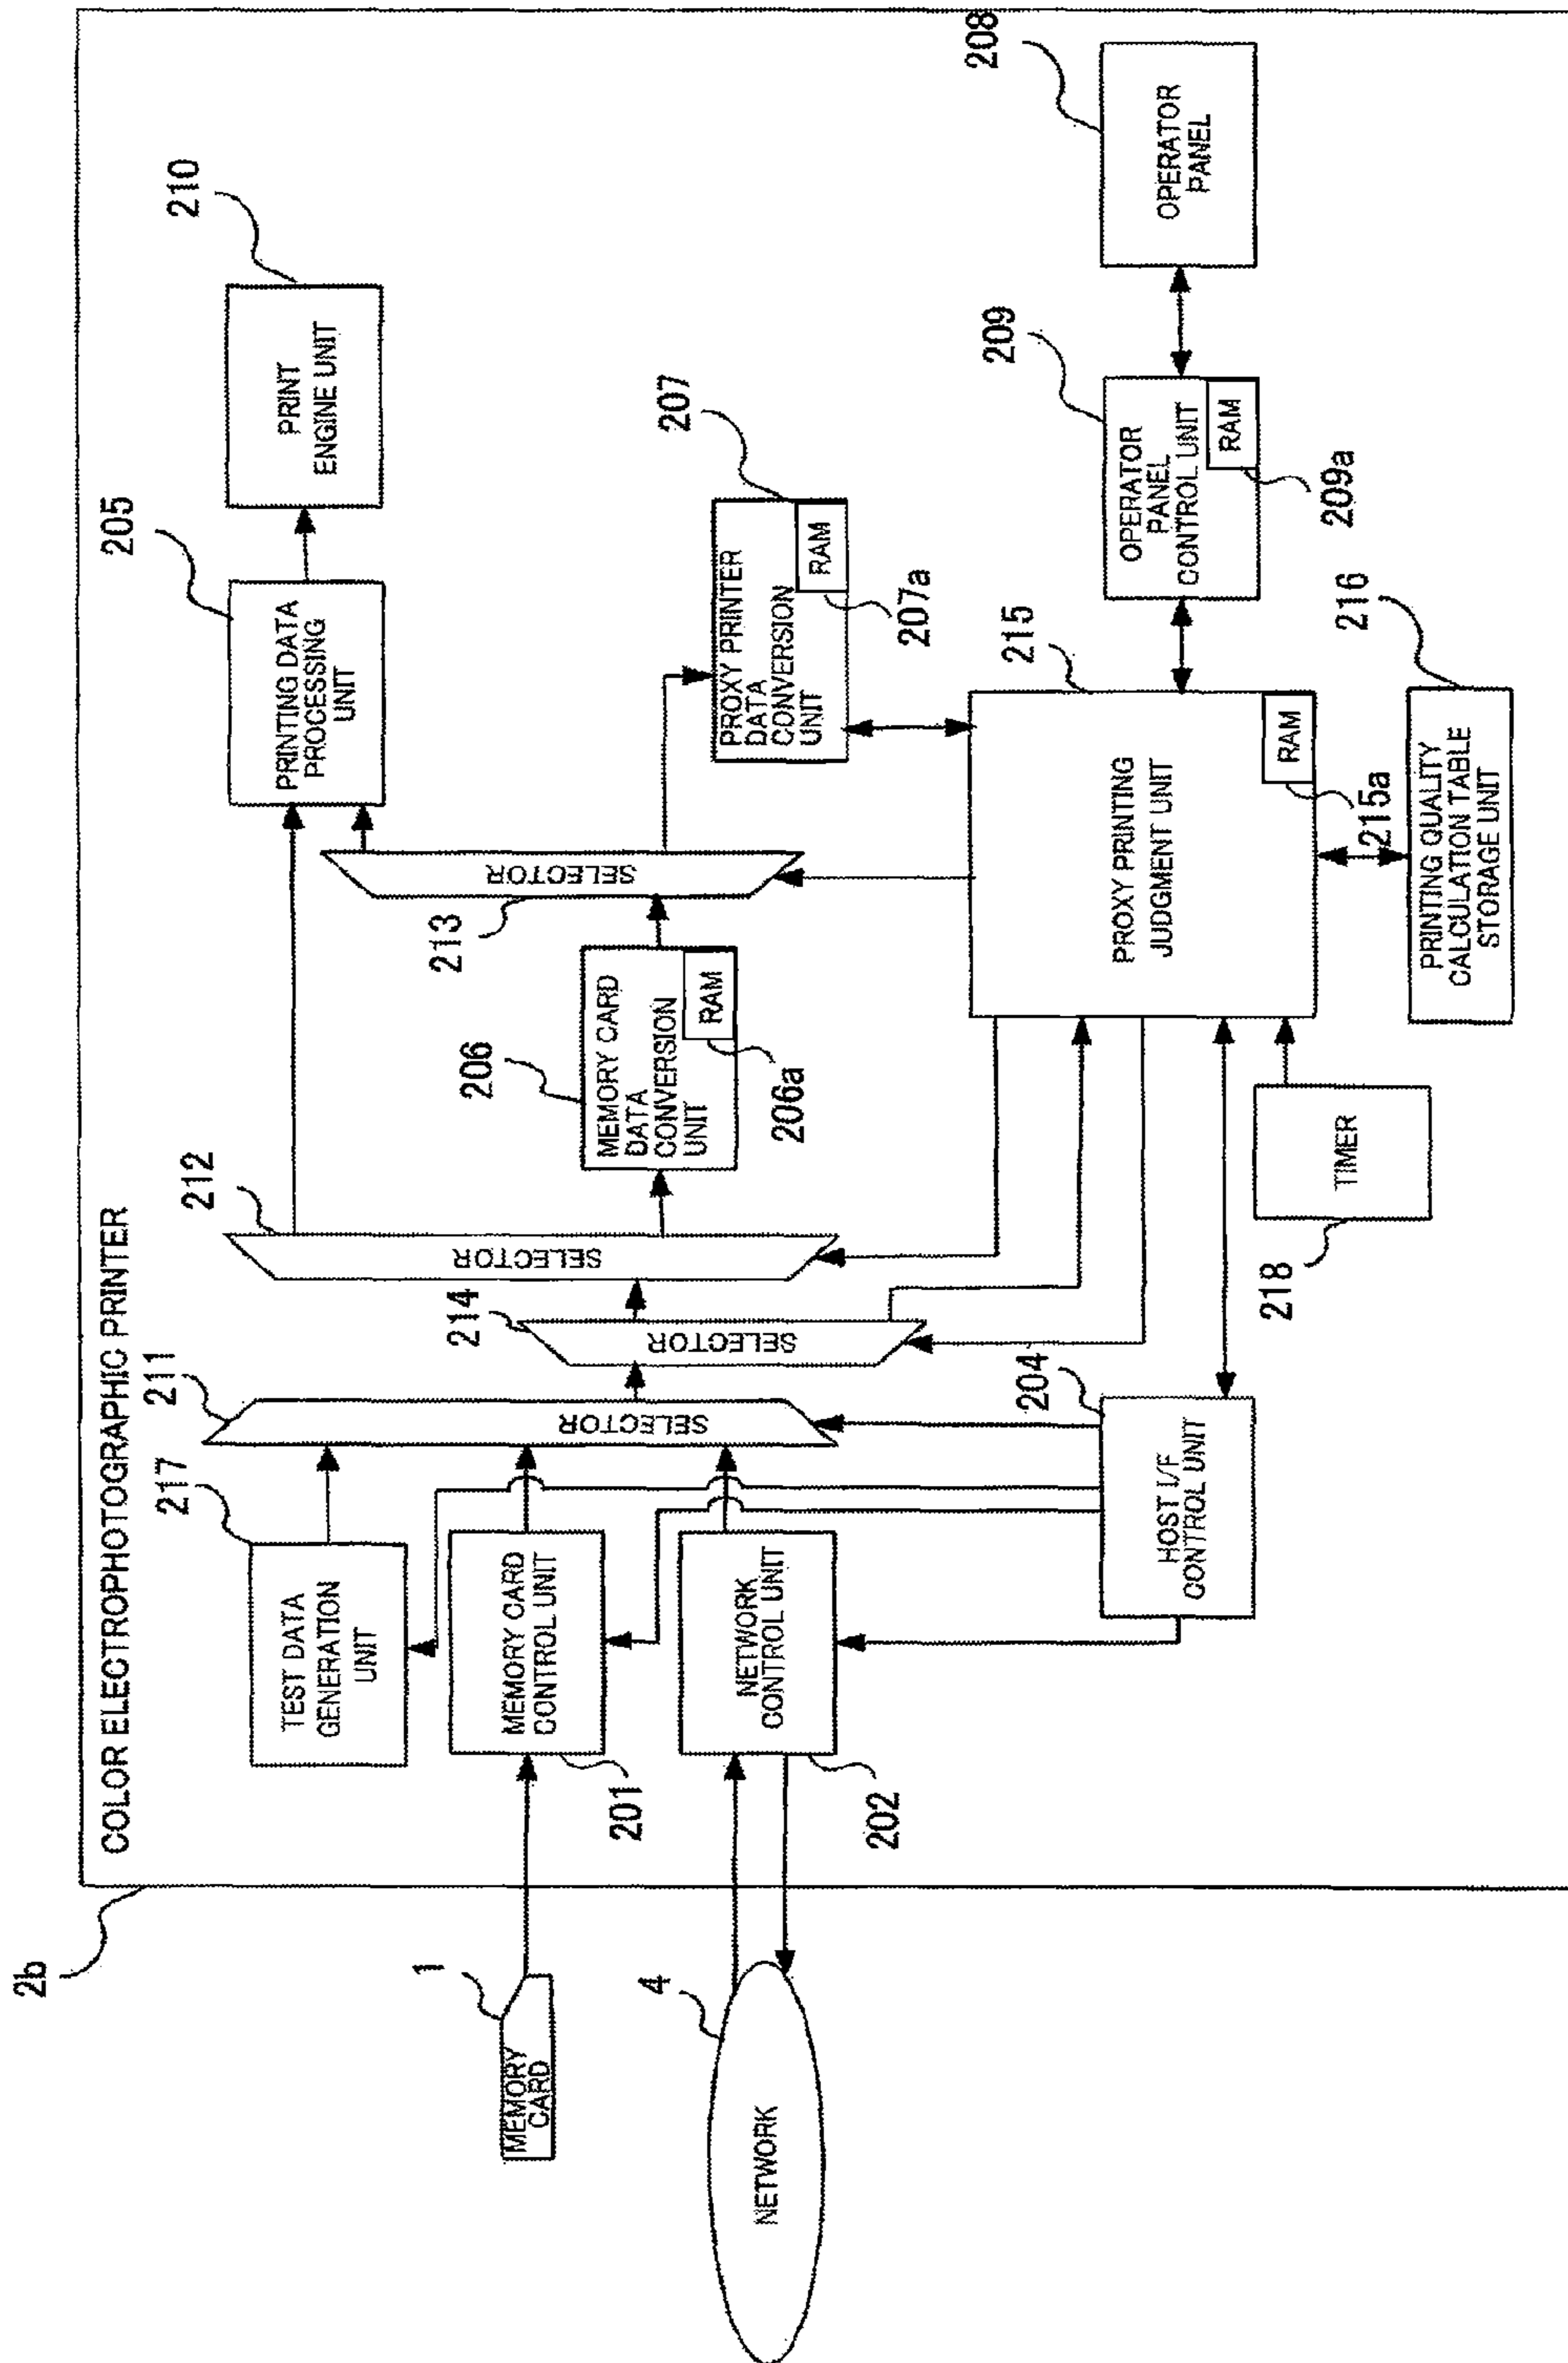 2b
COLOR ELECTROPHOTOGRAPHIC PRINTER
1
MEMORY
CARD
4
NETWORK
217
TEST DATA
GENERATION
UNIT
MEMORY CARD
CONTROL UNIT
201
NETWORK
CONTROL UNIT
202
HOST I/F
CONTROL UNIT
204
211
SELECTOR
214
SELECTOR
212
SELECTOR
206
MEMORY CARD
DATA
CONVERSION
UNIT
RAM
206a
213
SELECTOR
205
PRINTING DATA
PROCESSING
UNIT
210
PRINT
ENGINE UNIT
207
PROXY PRINTER
DATA
CONVERSION
UNIT
RAM
207a
215
PROXY PRINTING
JUDGMENT UNIT
RAM
215a
TIMER
218
216
PRINTING QUALITY
CALCULATION TABLE
STORAGE UNIT
209
OPERATOR
PANEL
CONTROL UNIT
RAM
209a
208
OPERATOR
PANEL